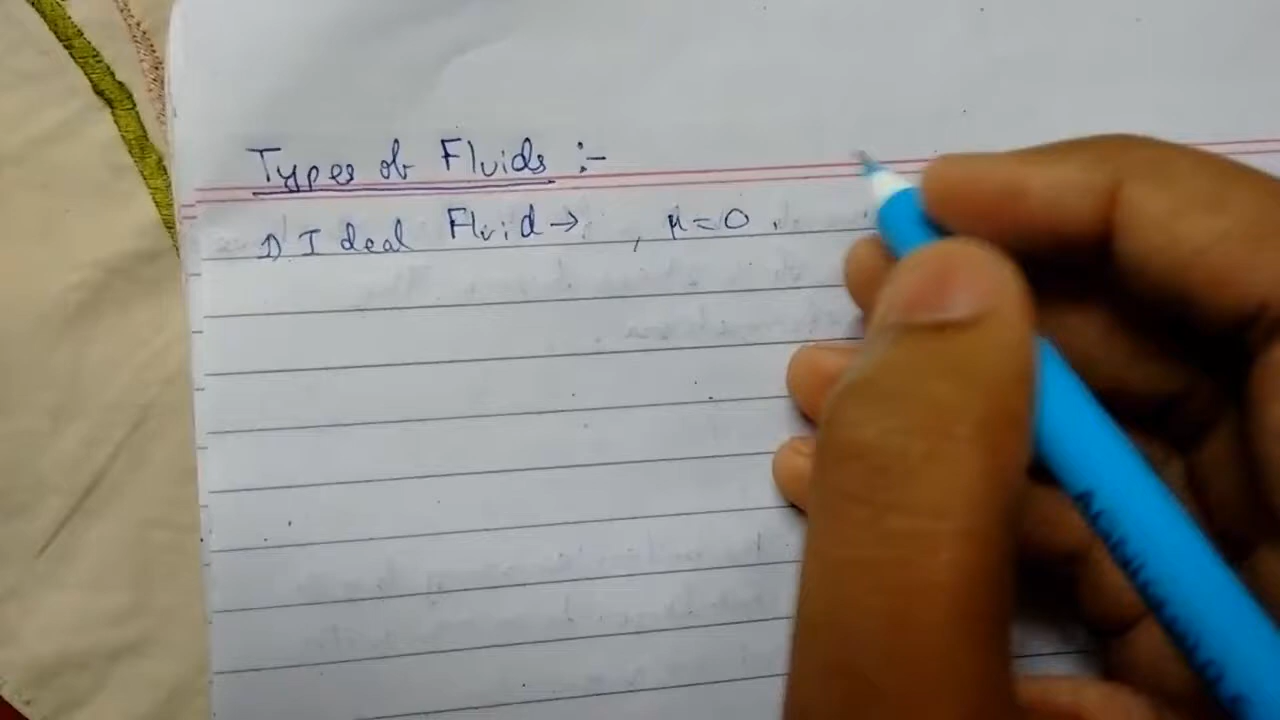 Types of Fluids :-
1) Ideal Fluid → , μ = 0 .